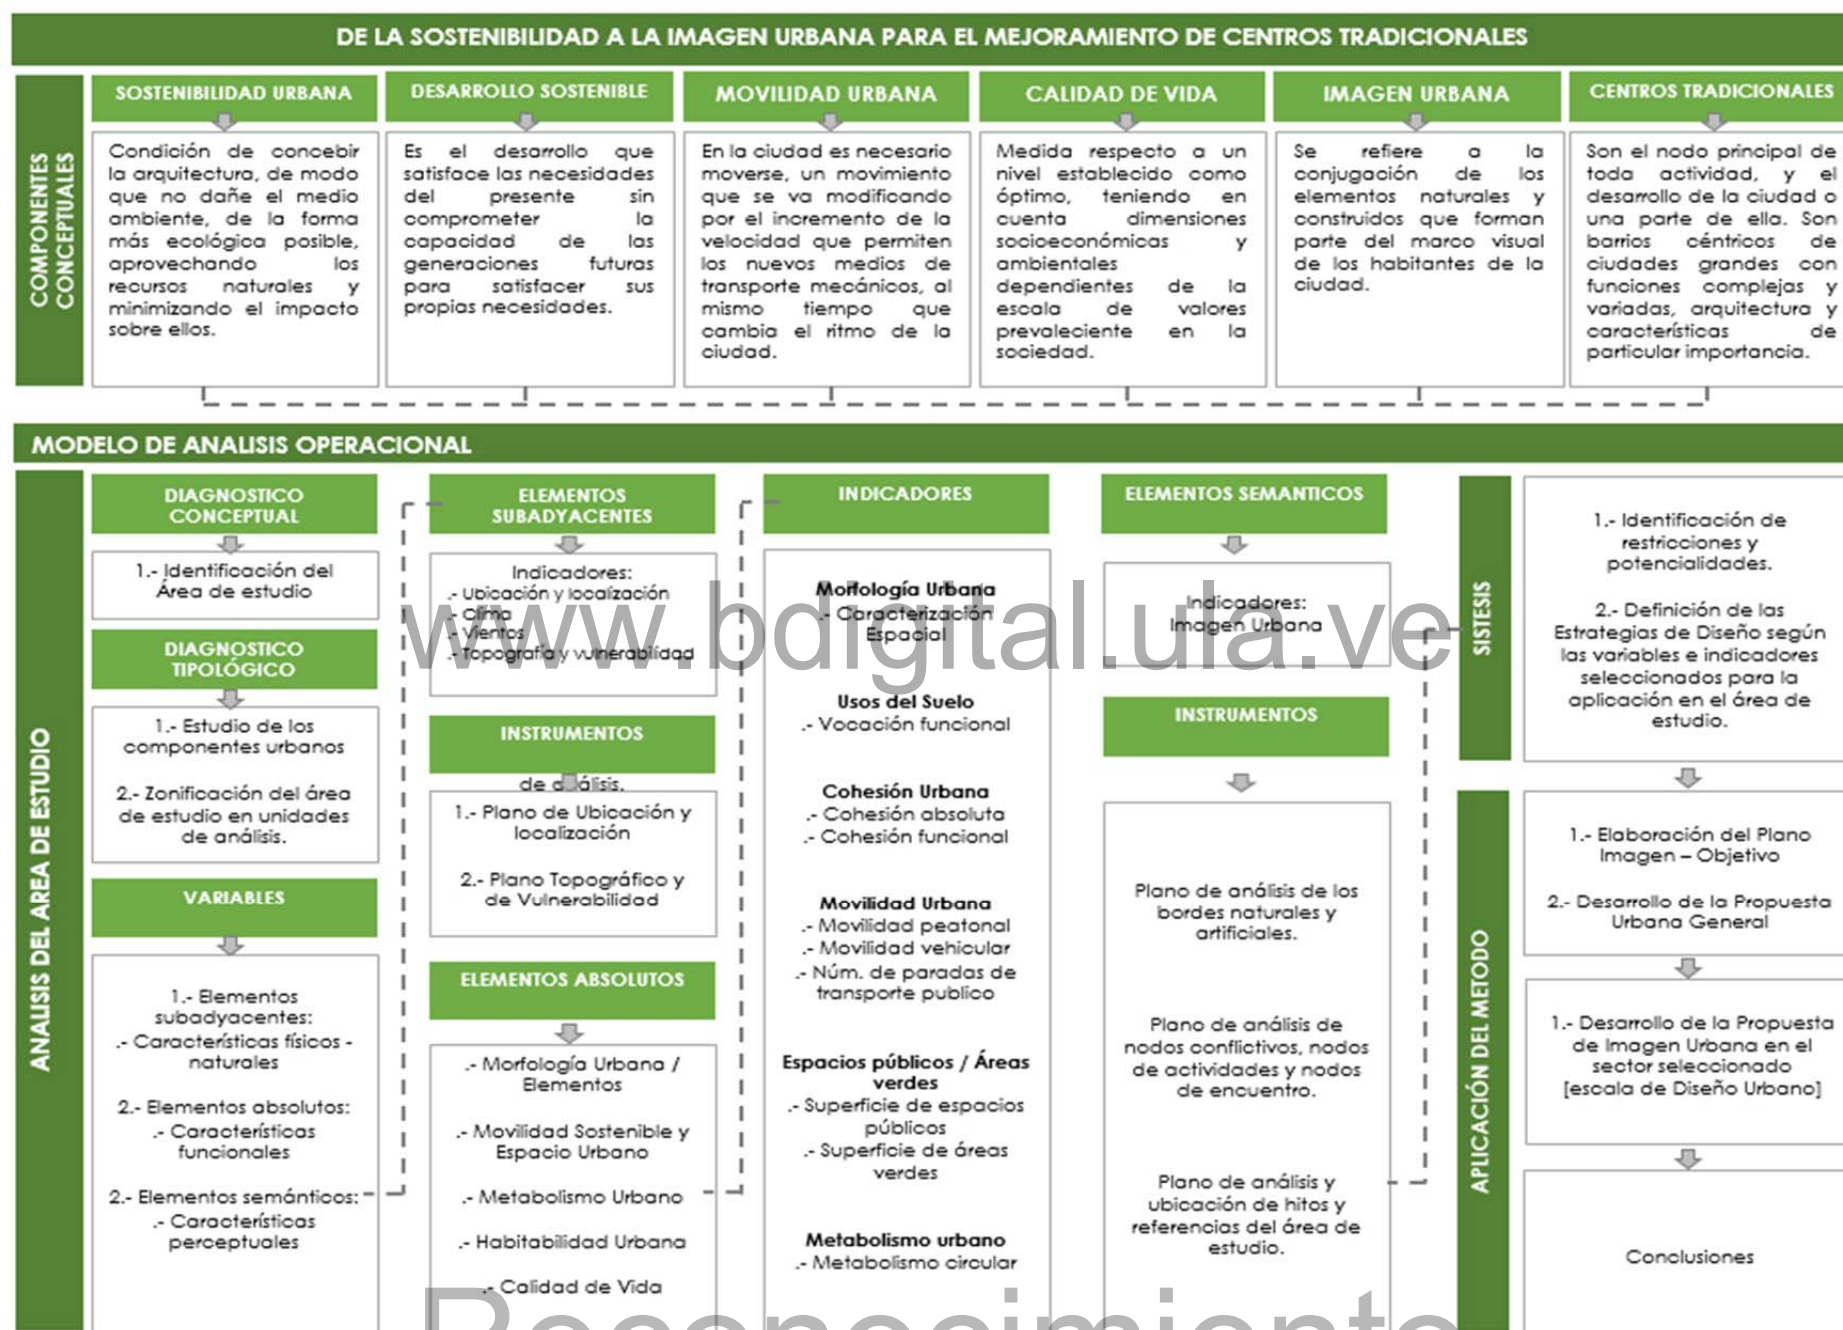 DE LA SOSTENIBILIDAD A LA IMAGEN URBANA PARA EL MEJORAMIENTO DE CENTROS TRADICIONALES
COMPONENTES
CONCEPTUALES
SOSTENIBILIDAD URBANA
Condición de concebir
la arquitectura, de modo
que no dañe el medio
ambiente, de la forma
más ecológica posible,
aprovechando los
recursos naturales y
minimizando el impacto
sobre ellos.
DESARROLLO SOSTENIBLE
Es el desarrollo que
satisface las necesidades
del presente sin
comprometer la
capacidad de las
generaciones futuras
para satisfacer sus
propias necesidades.
MOVILIDAD URBANA
En la ciudad es necesario
moverse, un movimiento
que se va modificando
por el incremento de la
velocidad que permiten
los nuevos medios de
transporte mecánicos, al
mismo tiempo que
cambia el ritmo de la
ciudad.
CALIDAD DE VIDA
Medida respecto a un
nivel establecido como
óptimo, teniendo en
cuenta dimensiones
socioeconómicas y
ambientales
dependientes de la
escala de valores
prevaleciente en la
sociedad.
IMAGEN URBANA
Se refiere a la
conjugación de los
elementos naturales y
construidos que forman
parte del marco visual
de los habitantes de la
ciudad.
CENTROS TRADICIONALES
Son el nodo principal de
toda actividad, y el
desarrollo de la ciudad o
una parte de ella. Son
barrios céntricos de
ciudades grandes con
funciones complejas y
variadas, arquitectura y
características de
particular importancia.
MODELO DE ANALISIS OPERACIONAL
ANALISIS DEL AREA DE ESTUDIO
DIAGNOSTICO
CONCEPTUAL
1.- Identificación del
Área de estudio
DIAGNOSTICO
TIPOLÓGICO
1.- Estudio de los
componentes urbanos
2.- Zonificación del área
de estudio en unidades
de análisis.
VARIABLES
1.- Elementos
subadyacentes:
.- Características físicos -
naturales
2.- Elementos absolutos:
.- Características
funcionales
2.- Elementos semánticos:
.- Características
perceptuales
ELEMENTOS
SUBADYACENTES
Indicadores:
.- Ubicación y localización
.- Clima
.- Vientos
.- Topografía y vulnerabilidad
INSTRUMENTOS
de análisis.
1.- Plano de Ubicación y
localización
2.- Plano Topográfico y
de Vulnerabilidad
ELEMENTOS ABSOLUTOS
.- Morfología Urbana /
Elementos
.- Movilidad Sostenible y
Espacio Urbano
.- Metabolismo Urbano
.- Habitabilidad Urbana
.- Calidad de Vida
INDICADORES
Morfología Urbana
.- Caracterización
Espacial
Usos del Suelo
.- Vocación funcional
Cohesión Urbana
.- Cohesión absoluta
.- Cohesión funcional
Movilidad Urbana
.- Movilidad peatonal
.- Movilidad vehicular
.- Núm. de paradas de
transporte publico
Espacios públicos / Áreas
verdes
.- Superficie de espacios
públicos
.- Superficie de áreas
verdes
Metabolismo urbano
.- Metabolismo circular
ELEMENTOS SEMANTICOS
Indicadores:
Imagen Urbana
INSTRUMENTOS
Plano de análisis de los
bordes naturales y
artificiales.
Plano de análisis de
nodos conflictivos, nodos
de actividades y nodos
de encuentro.
Plano de análisis y
ubicación de hitos y
referencias del área de
estudio.
SISTESIS
1.- Identificación de
restricciones y
potencialidades.
2.- Definición de las
Estrategias de Diseño según
las variables e indicadores
seleccionados para la
aplicación en el área de
estudio.
APLICACIÓN DEL METODO
1.- Elaboración del Plano
Imagen – Objetivo
2.- Desarrollo de la Propuesta
Urbana General
1.- Desarrollo de la Propuesta
de Imagen Urbana en el
sector seleccionado
[escala de Diseño Urbano]
Conclusiones
www.bdigital.ula.ve
Reconocimiento